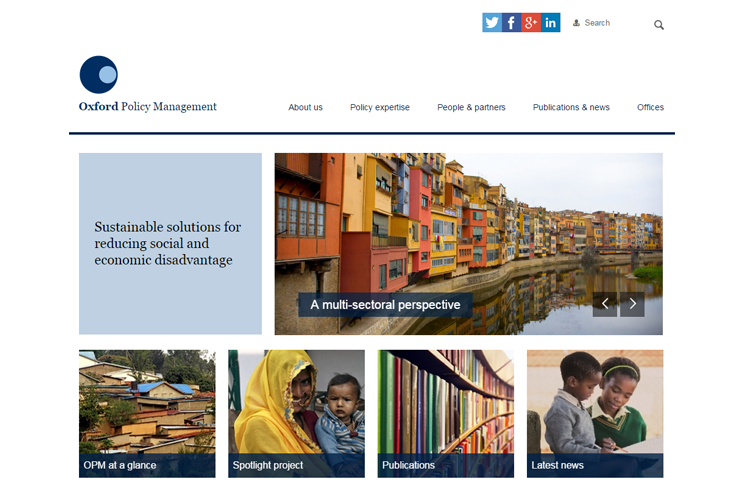 Search
Oxford Policy Management
About us
Policy expertise
People & partners
Publications & news
Offices
Sustainable solutions for
reducing social and
economic disadvantage
A multi-sectoral perspective
OPM at a glance
Spotlight project
Publications
Latest news